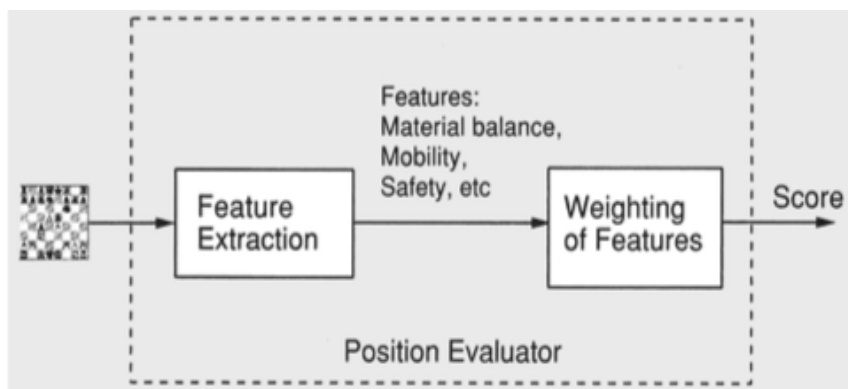 Features:
Material balance,
Mobility,
Safety, etc
Feature
Extraction
Weighting
of Features
Score
Position Evaluator